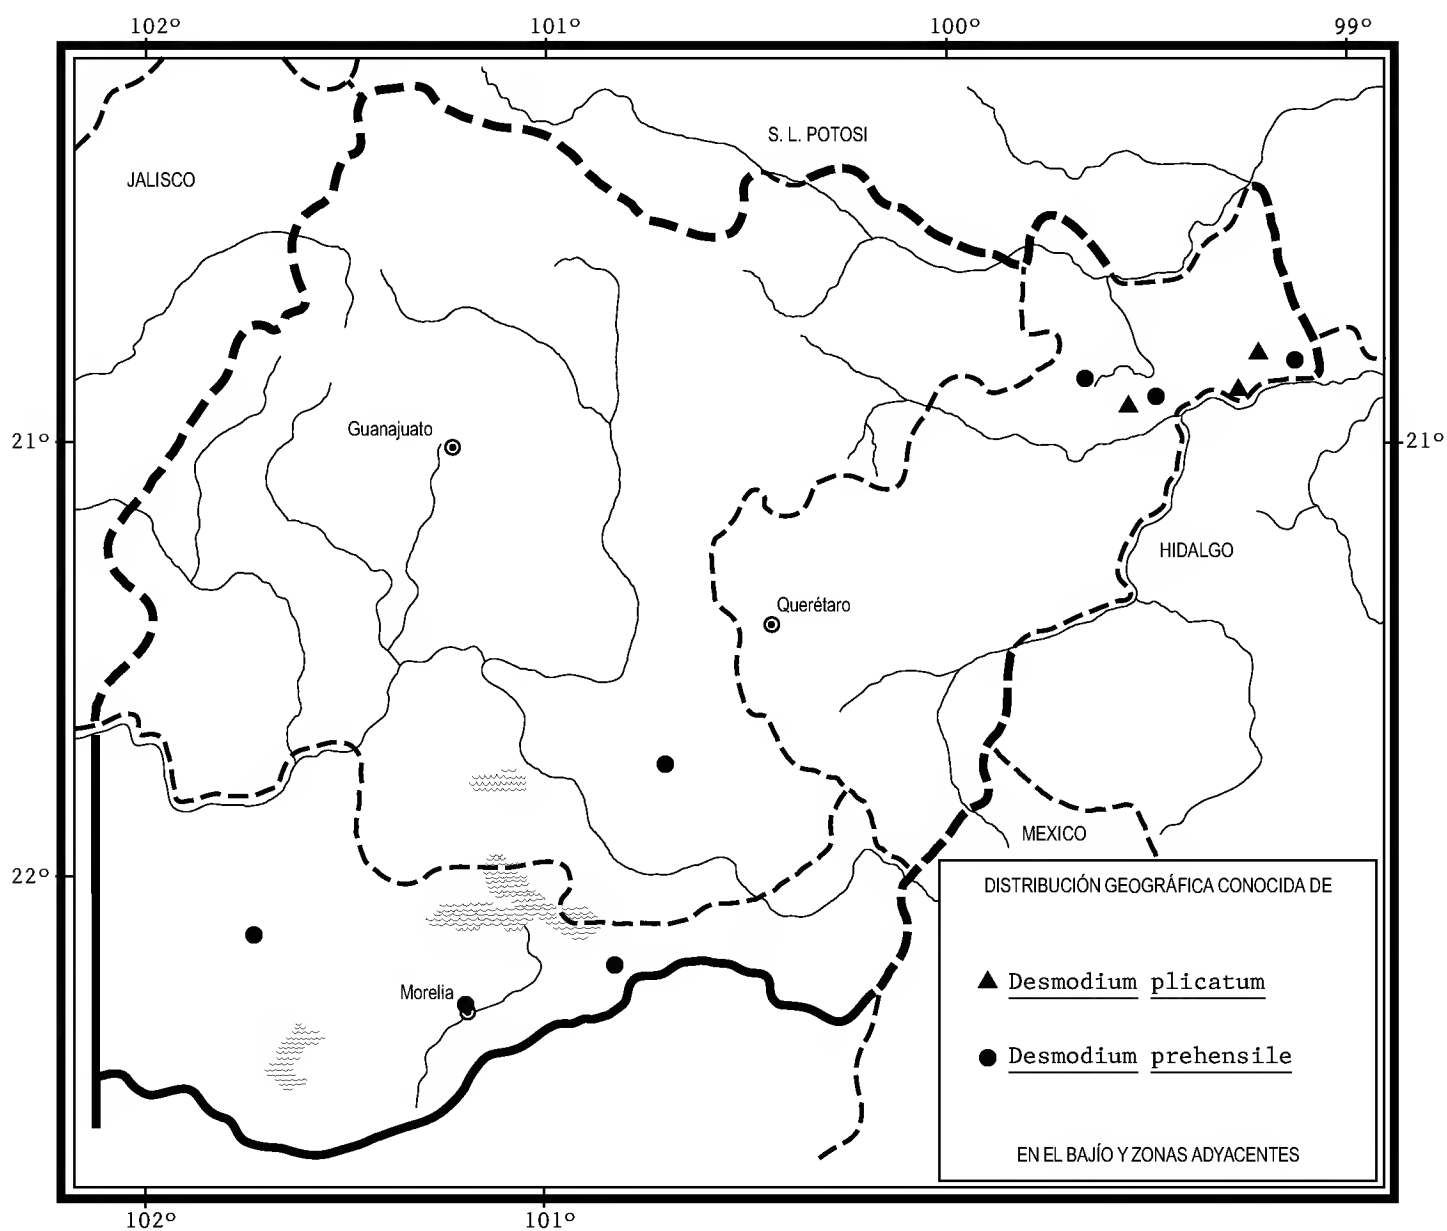 102º 101º 100º 99º
S. L. POTOSI
JALISCO
Guanajuato
21º 21º
HIDALGO
Querétaro
MEXICO
22º
DISTRIBUCIÓN GEOGRÁFICA CONOCIDA DE
Desmodium plicatum
Morelia
Desmodium prehensile
EN EL BAJÍO Y ZONAS ADYACENTES
102º 101º